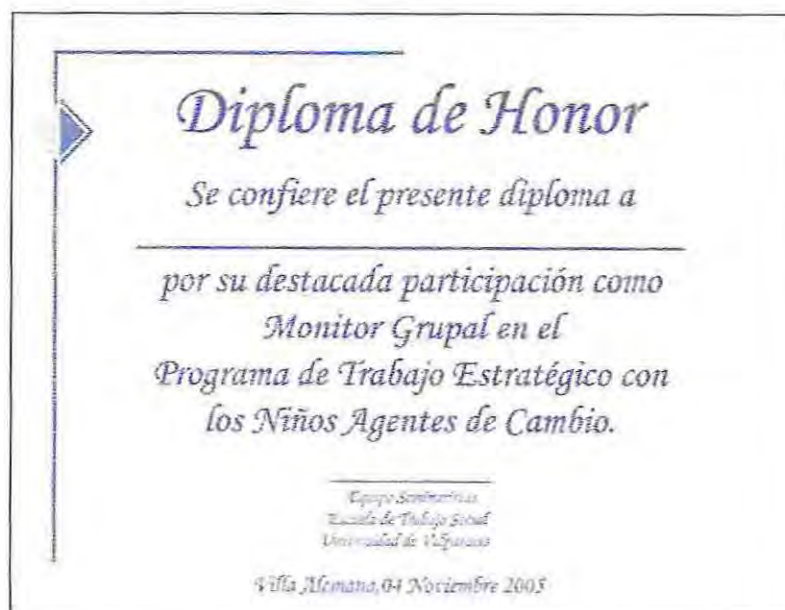 Diploma de Honor
Se confiere el presente diploma a
por su destacada participación como
Monitor Grupal en el
Programa de Trabajo Estratégico con
los Niños Agentes de Cambio.
Equipo Seminaristas
Escuela de Trabajo Social
Universidad de Valparaíso
Villa Alemana, 04 Noviembre 2005